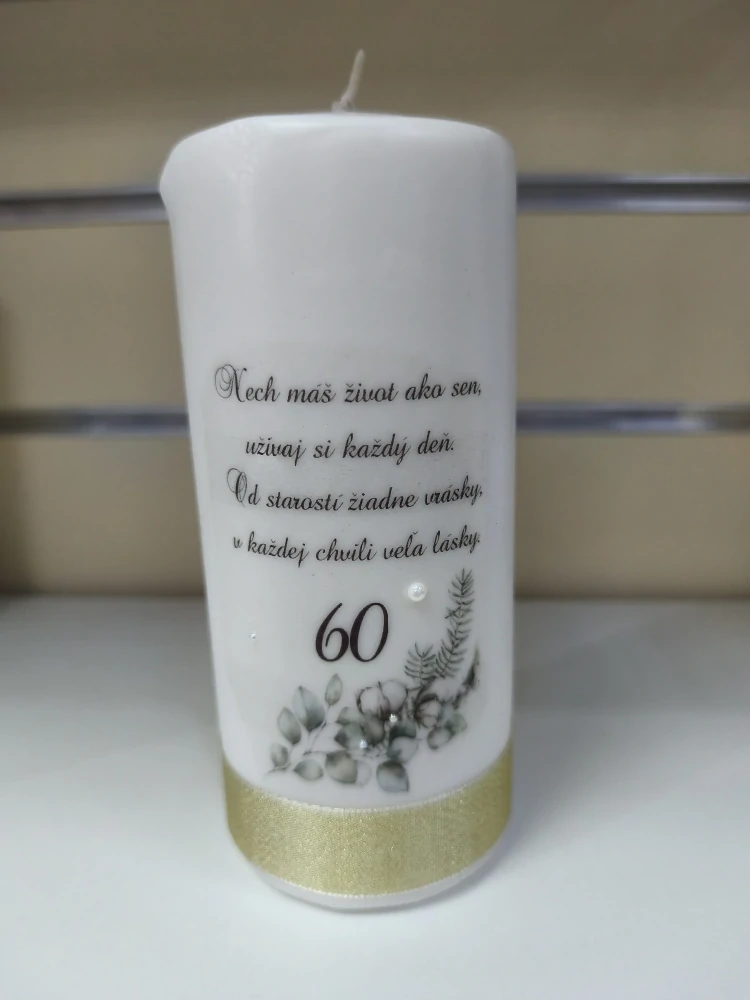 Nech máš život ako sen,
užívaj si každý deň.
Od starostí žiadne vrásky,
v každej chvíli veľa lásky.
60